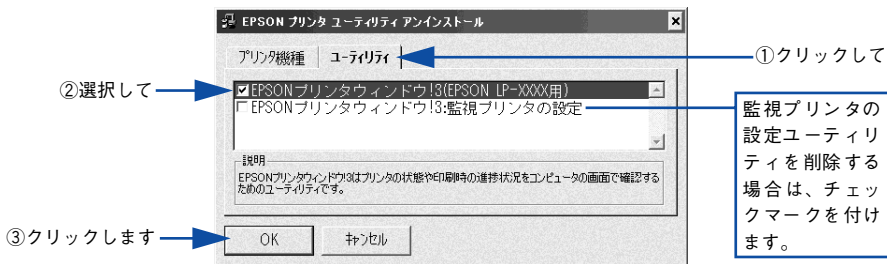 EPSON プリンタ ユーティリティ アンインストール
プリンタ機種
ユーティリティ
①クリックして
②選択して
EPSONプリンタウィンドウ!3(EPSON LP-XXXX用)
EPSONプリンタウィンドウ!3:監視プリンタの設定
監視プリンタの
設定ユーティリ
ティを削除する
場合は、チェッ
クマークを付け
ます。
説明
EPSONプリンタウィンドウ!3はプリンタの状態や印刷時の進捗状況をコンピュータの画面で確認する
ためのユーティリティです。
③クリックします
OK
キャンセル